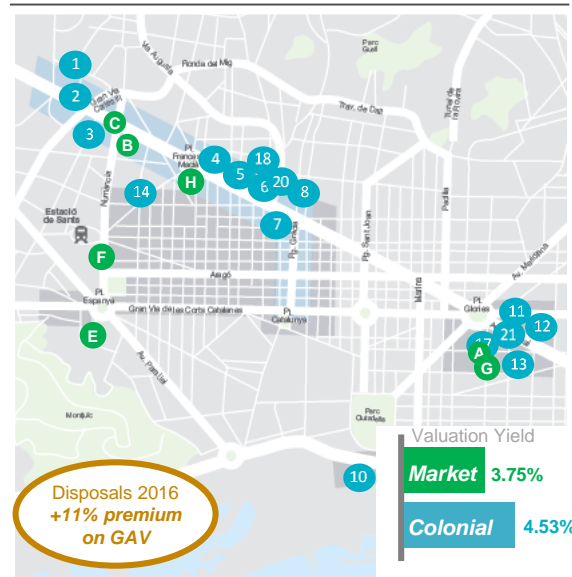 Parc
Güell
Via Augusta
Ronda del Mig
1
Gran Via
Carles III
2
Trav. de Dalt
C
3
B
Pl.
Francesc
Macià
4
18
5
20
6
8
H
14
Numància
Padilla
7
Estació
de Sants
Pg. Gràcia
Pg. Sant Joan
Marina
Av. Meridiana
F
Aragó
Pl.
Espanya
Gran Via de les Corts Catalanes
Pl.
Catalunya
Pl.
Glòries
11
12
21
17
A
13
G
E
Av. Paral·lel
Montjuïc
Parc
Ciutadella
Valuation Yield
Market
3.75%
10
Disposals 2016
+11% premium
on GAV
Colonial
4.53%